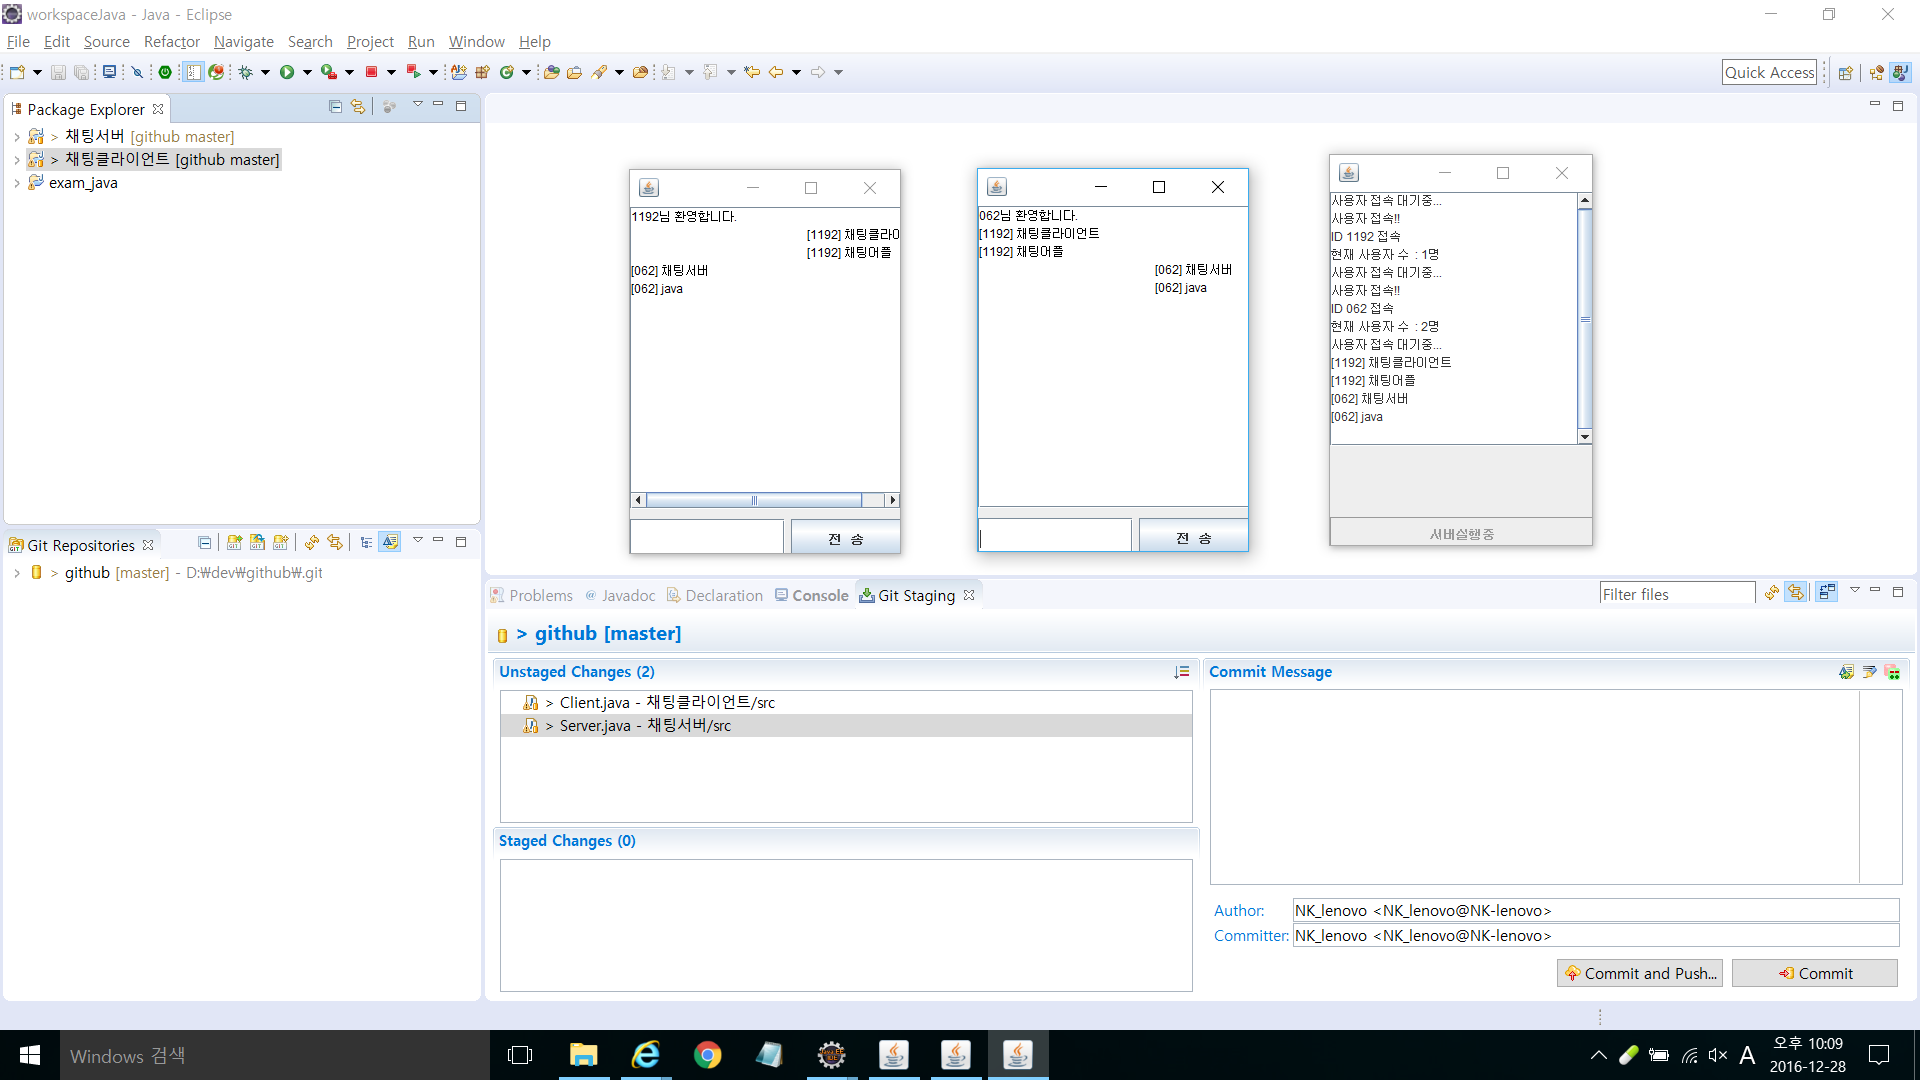 workspaceJava - Java - Eclipse
File Edit Source Refactor Navigate Search Project Run Window Help
Quick Access
Package Explorer
> 채팅서버 [github master]
> 채팅클라이언트 [github master]
exam_java
1192님 환영합니다.
[1192] 채팅클라이
[1192] 채팅어플
[062] 채팅서버
[062] java
전 송
062님 환영합니다.
[1192] 채팅클라이언트
[1192] 채팅어플
[062] 채팅서버
[062] java
전 송
사용자 접속 대기중...
사용자 접속!!
ID 1192 접속
현재 사용자 수 : 1명
사용자 접속 대기중...
사용자 접속!!
ID 062 접속
현재 사용자 수 : 2명
사용자 접속 대기중...
[1192] 채팅클라이언트
[1192] 채팅어플
[062] 채팅서버
[062] java
서버실행중
Git Repositories
> github [master] - D:₩dev₩github₩.git
Problems @ Javadoc Declaration Console Git Staging
Filter files
> github [master]
Unstaged Changes (2)
> Client.java - 채팅클라이언트/src
> Server.java - 채팅서버/src
Staged Changes (0)
Commit Message
Author: NK_lenovo <NK_lenovo@NK-lenovo>
Committer: NK_lenovo <NK_lenovo@NK-lenovo>
Commit and Push...
Commit
Windows 검색
A
오후 10:09
2016-12-28